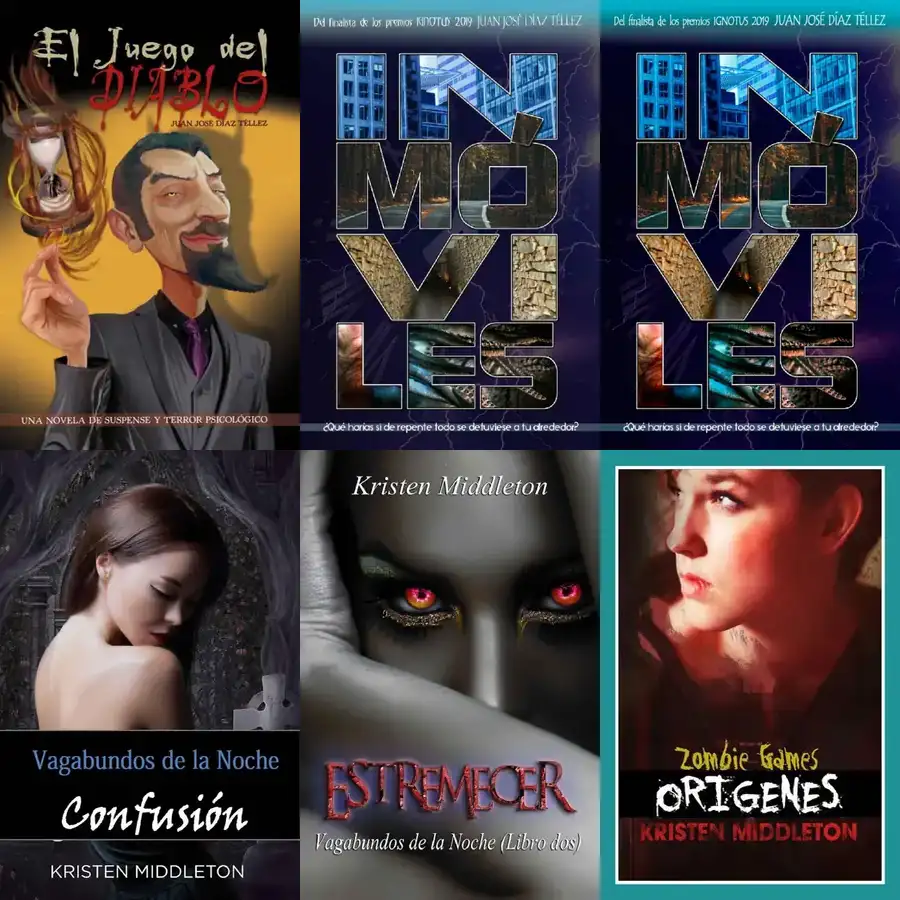 El Juego del
DIABLO
JUAN JOSÉ DÍAZ TÉLLEZ
UNA NOVELA DE SUSPENSE Y TERROR PSICOLÓGICO
Del finalista de los premios IGNOTUS 2019 JUAN JOSÉ DÍAZ TÉLLEZ
IN
MÓ
VI
LES
¿Qué harías si de repente todo se detuviese a tu alrededor?
Del finalista de los premios IGNOTUS 2019 JUAN JOSÉ DÍAZ TÉLLEZ
IN
MÓ
VI
LES
¿Qué harías si de repente todo se detuviese a tu alrededor?
Vagabundos de la Noche
Confusión
KRISTEN MIDDLETON
Kristen Middleton
ESTREMECER
Vagabundos de la Noche (Libro dos)
Zombie Games
ORIGENES
KRISTEN MIDDLETON